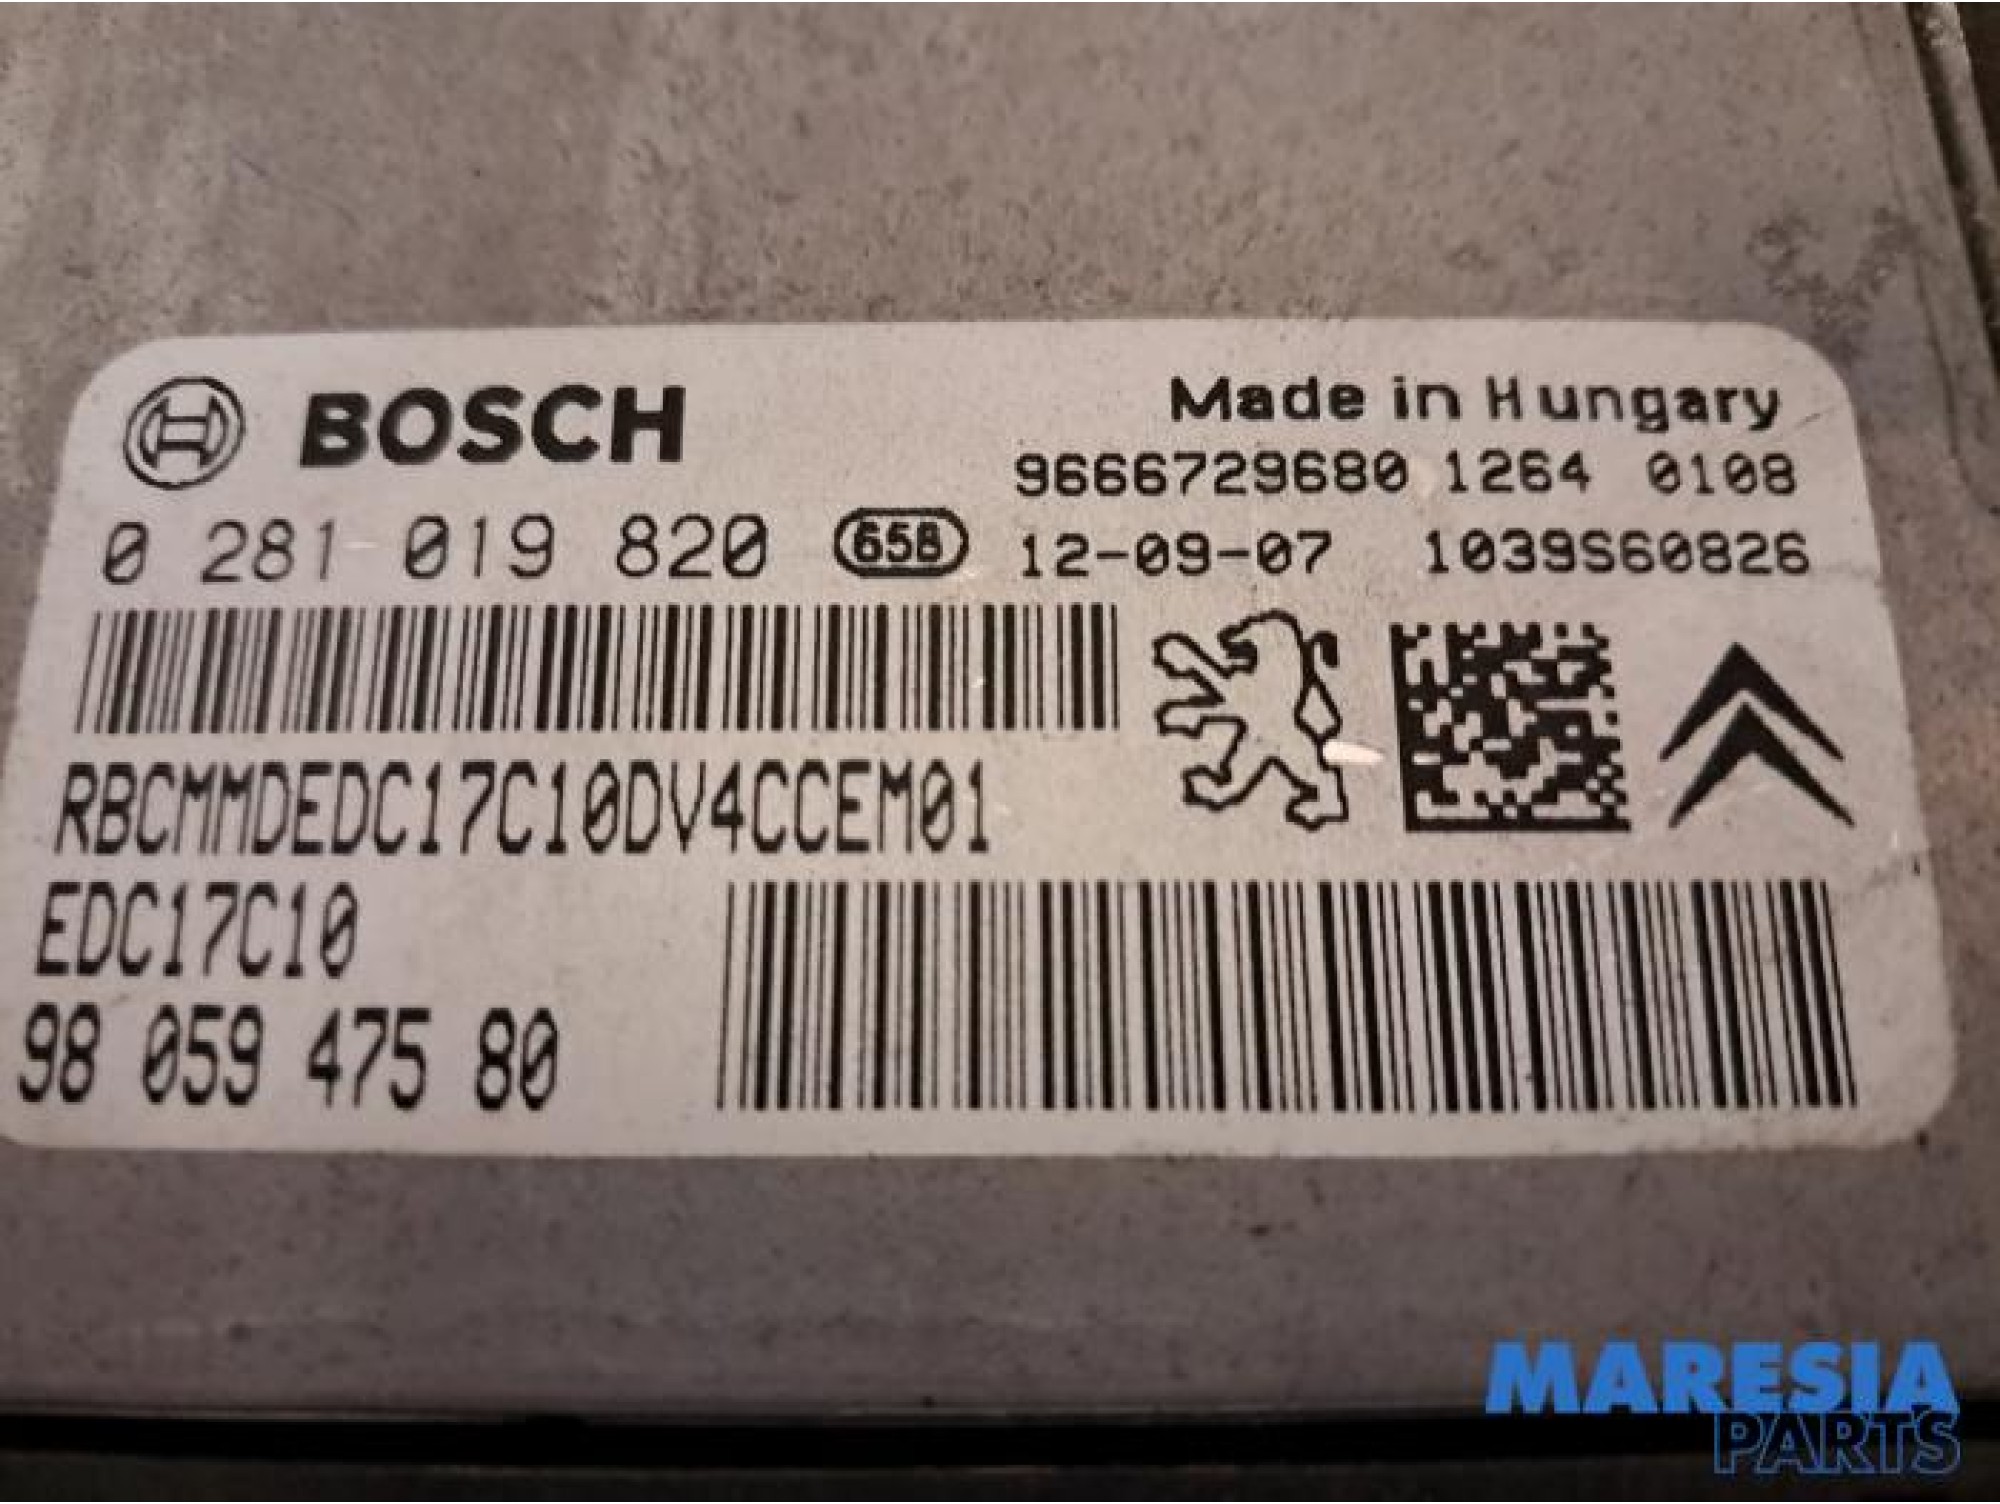 BOSCH
Made in Hungary
9666729680 1264 0108
0 281 019 820 658 12-09-07 1039S60826
RBCMMDEDC17C10DV4CCEM01
EDC17C10
98 059 475 80
MARESIA
PARTS